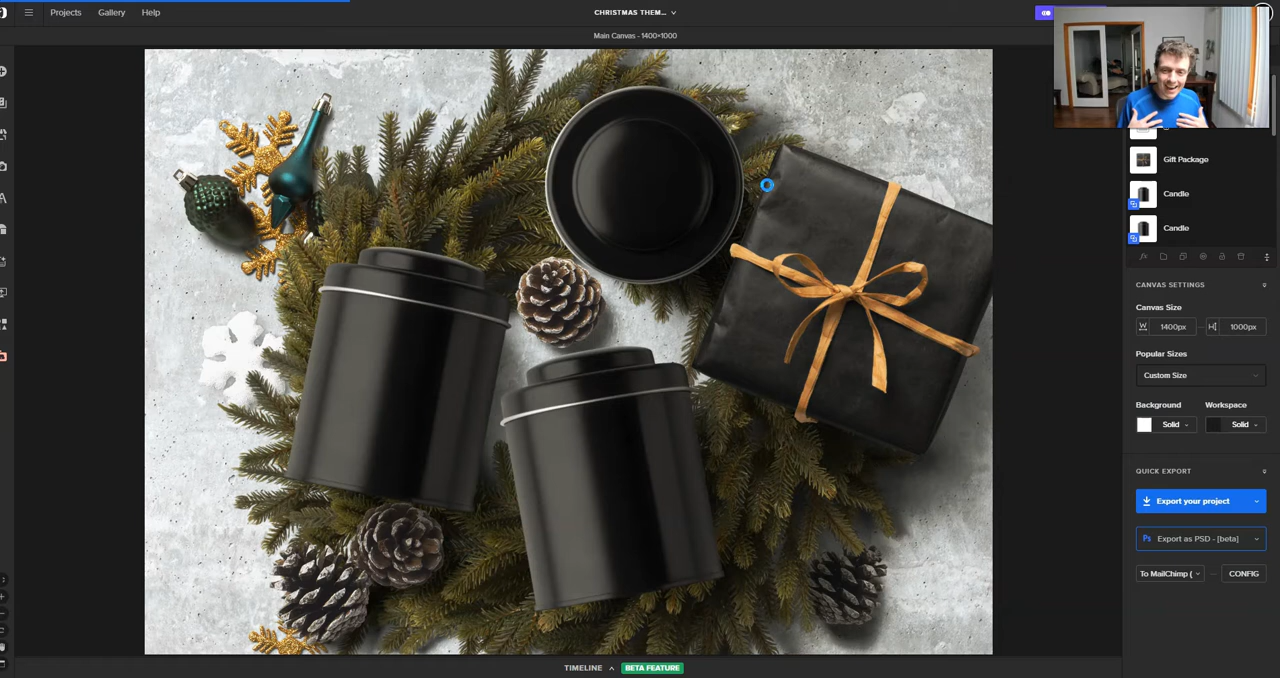 Projects Gallery Help
CHRISTMAS THEM...
Main Canvas - 1400×1000
Gift Package
Candle
Candle
CANVAS SETTINGS
Canvas Size
W 1400px H 1000px
Popular Sizes
Custom Size
Background Workspace
Solid Solid
QUICK EXPORT
Export your project
Ps Export as PSD - [beta]
To MailChimp ( CONFIG
TIMELINE BETA FEATURE